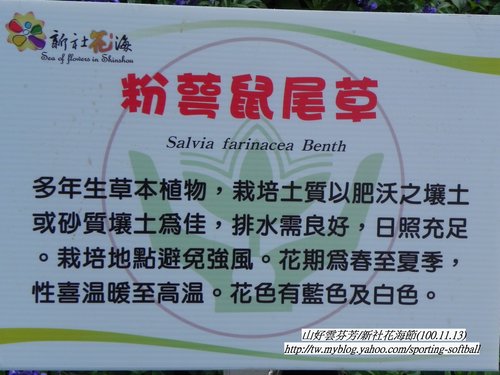 新社花海
Sea of flowers in Shinshou
粉萼鼠尾草
Salvia farinacea Benth
多年生草本植物，栽培土質以肥沃之壤土
或砂質壤土為佳，排水需良好，日照充足
。栽培地點避免強風。花期為春至夏季，
性喜溫暖至高溫。花色有藍色及白色。
山好雲芬芳/新社花海節(100.11.13)
http://tw.myblog.yahoo.com/sporting-softball